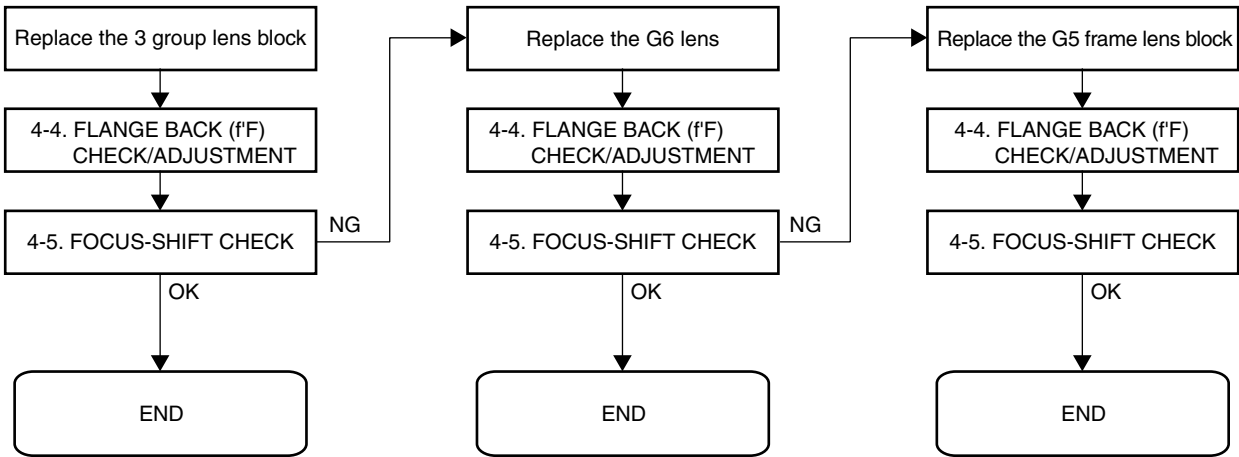 Replace the 3 group lens block
4-4. FLANGE BACK (f'F)
CHECK/ADJUSTMENT
4-5. FOCUS-SHIFT CHECK
NG
OK
END
Replace the G6 lens
4-4. FLANGE BACK (f'F)
CHECK/ADJUSTMENT
4-5. FOCUS-SHIFT CHECK
NG
OK
END
Replace the G5 frame lens block
4-4. FLANGE BACK (f'F)
CHECK/ADJUSTMENT
4-5. FOCUS-SHIFT CHECK
OK
END